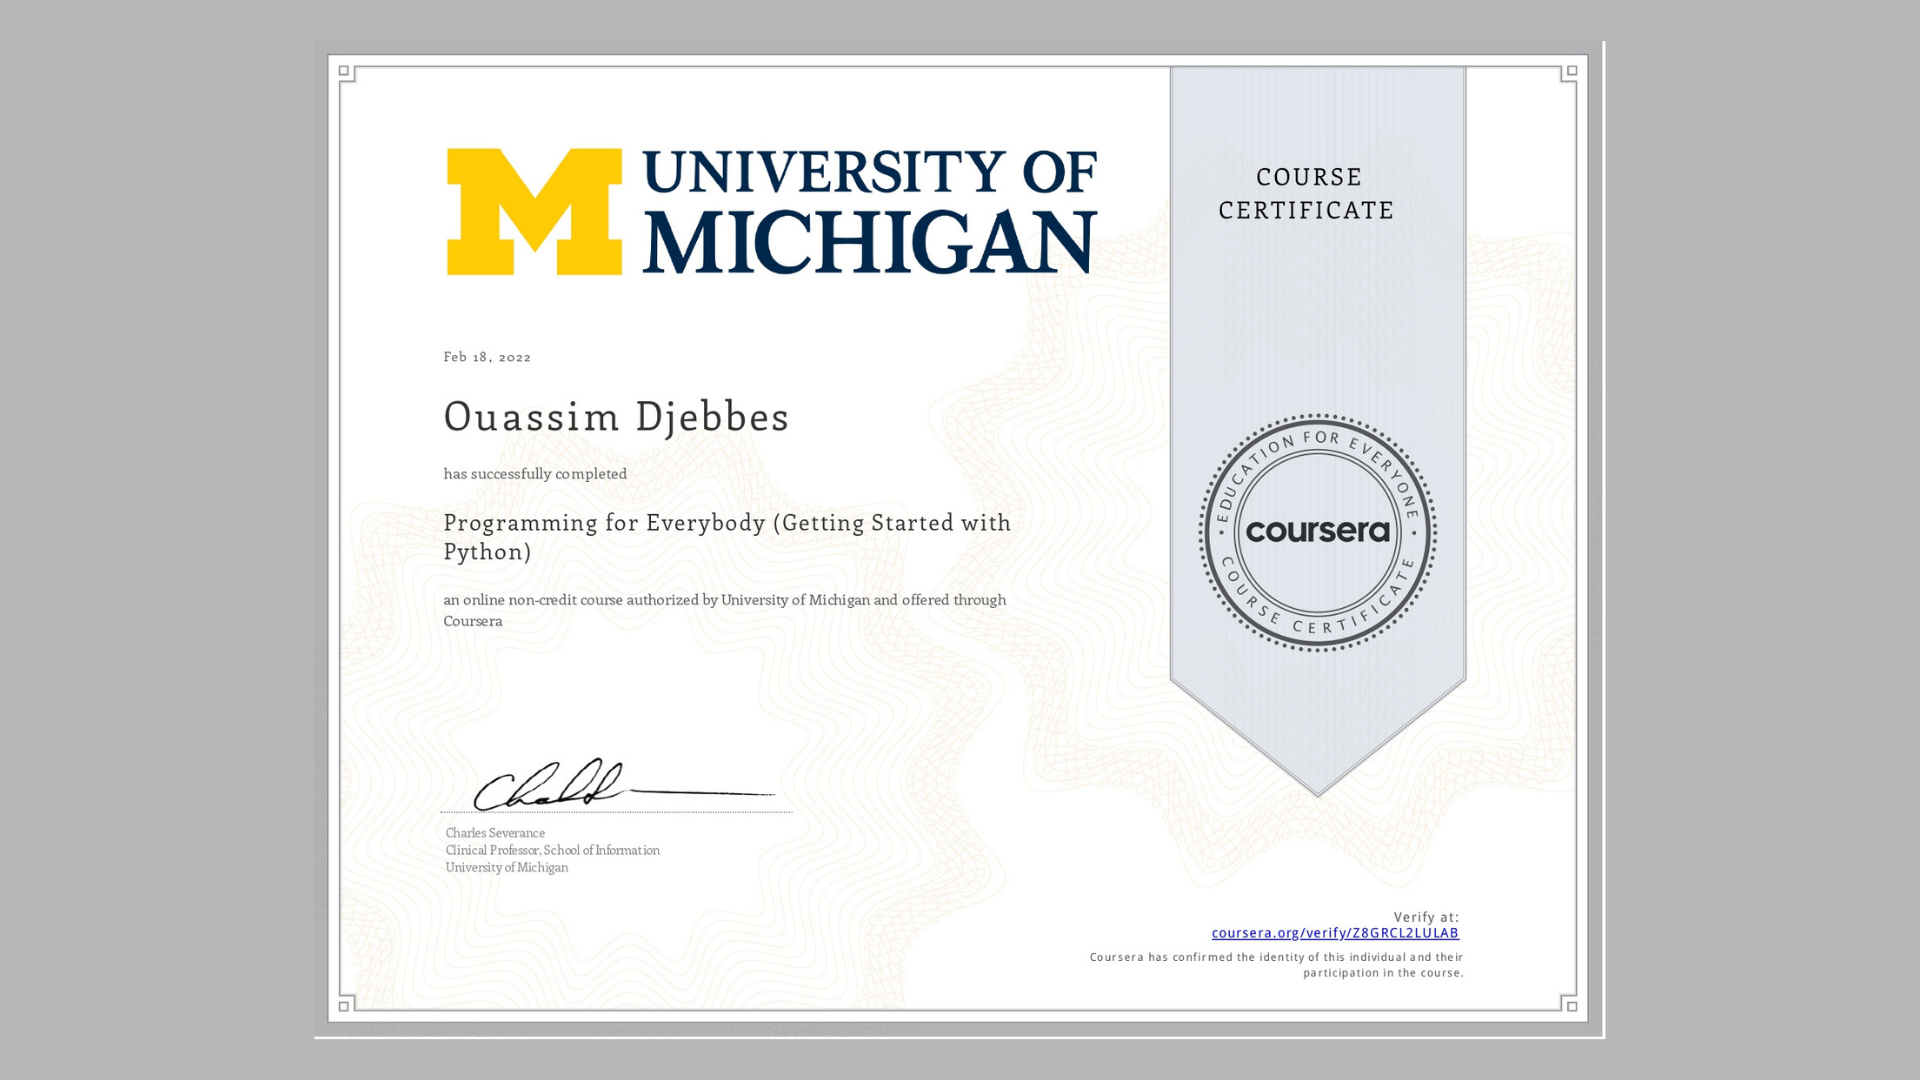 UNIVERSITY OF
MICHIGAN
COURSE
CERTIFICATE
Feb 18, 2022
Ouassim Djebbes
has successfully completed
Programming for Everybody (Getting Started with
Python)
an online non-credit course authorized by University of Michigan and offered through
Coursera
EDUCATION FOR EVERYONE
coursera
COURSE CERTIFICATE
Charles Severance
Clinical Professor, School of Information
University of Michigan
Verify at:
coursera.org/verify/Z8GRCL2LULAB
Coursera has confirmed the identity of this individual and their
participation in the course.